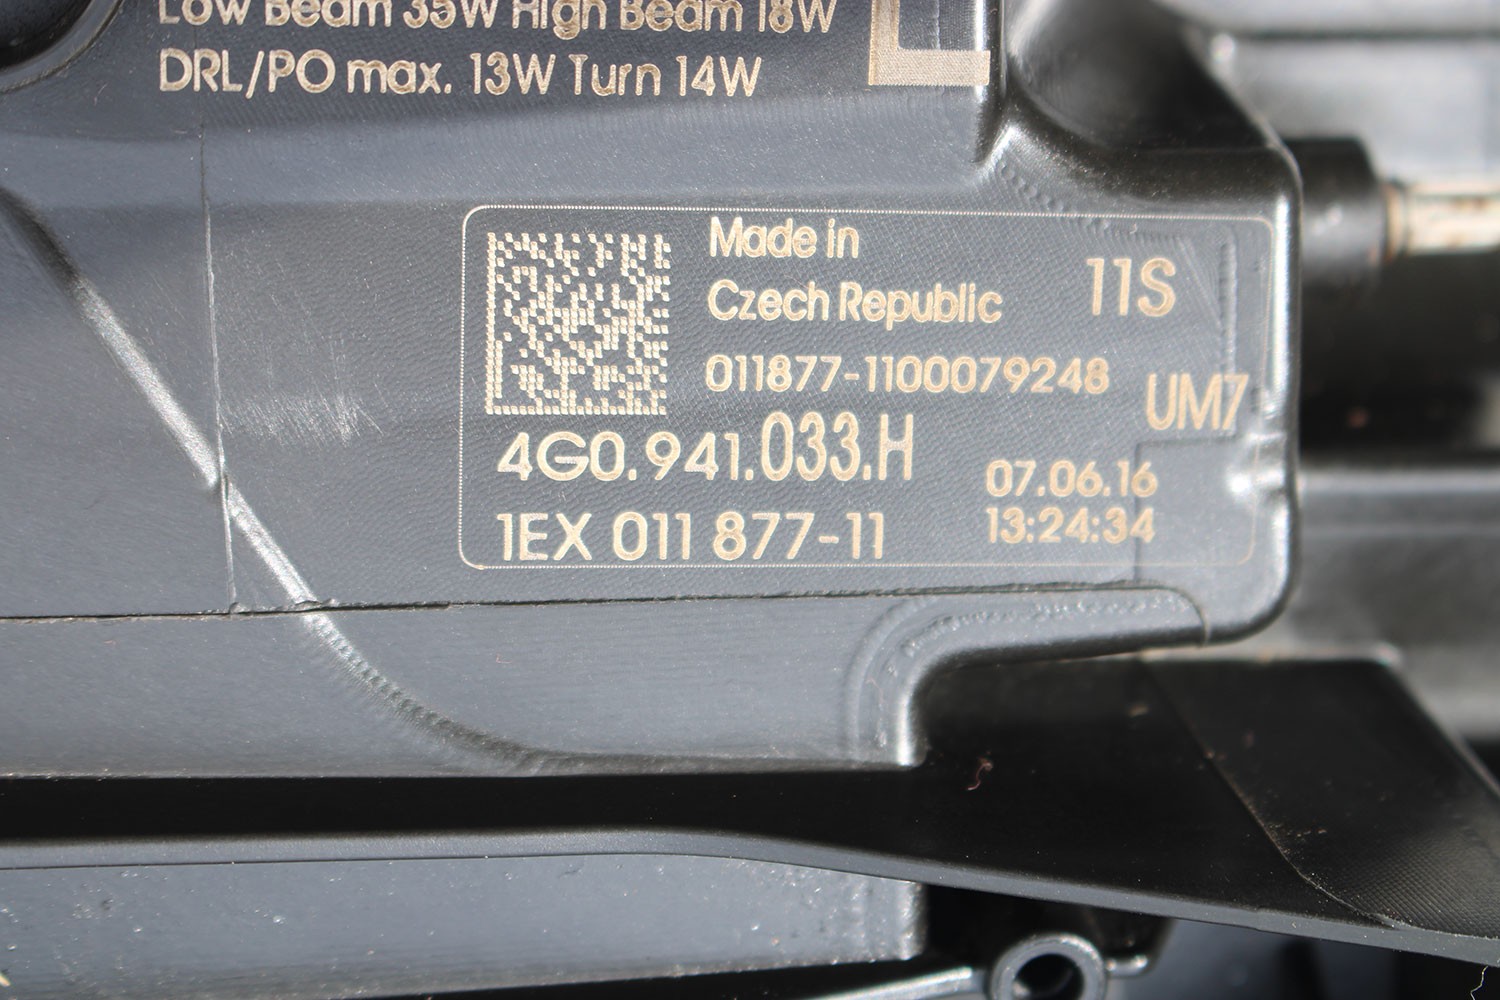 Low Beam 35W High Beam 18W
DRL/PO max. 13W Turn 14W
Made in
Czech Republic
11S
011877-1100079248
UM7
4G0.941.033.H
07.06.16
1EX 011 877-11
13:24:34